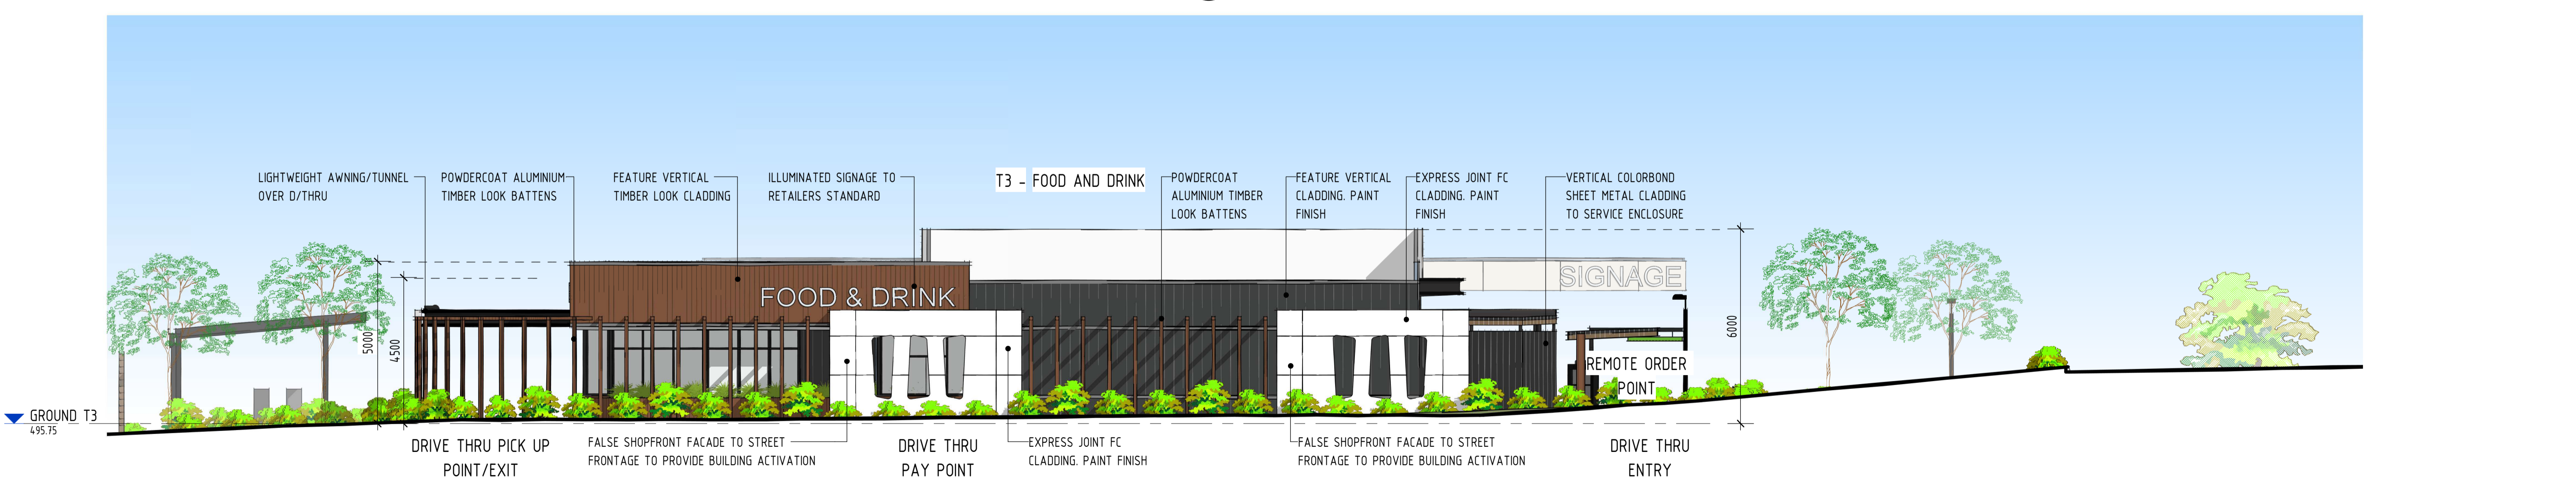 LIGHTWEIGHT AWNING/TUNNEL
OVER D/THRU
POWDERCOAT ALUMINIUM
TIMBER LOOK BATTENS
FEATURE VERTICAL
TIMBER LOOK CLADDING
ILLUMINATED SIGNAGE TO
RETAILERS STANDARD
T3 - FOOD AND DRINK
POWDERCOAT
ALUMINIUM TIMBER
LOOK BATTENS
FEATURE VERTICAL
CLADDING. PAINT
FINISH
EXPRESS JOINT FC
CLADDING. PAINT
FINISH
VERTICAL COLORBOND
SHEET METAL CLADDING
TO SERVICE ENCLOSURE
SIGNAGE
FOOD & DRINK
5000
4500
6000
REMOTE ORDER
POINT
GROUND T3
495.75
DRIVE THRU PICK UP
POINT/EXIT
FALSE SHOPFRONT FACADE TO STREET
FRONTAGE TO PROVIDE BUILDING ACTIVATION
DRIVE THRU
PAY POINT
EXPRESS JOINT FC
CLADDING. PAINT FINISH
FALSE SHOPFRONT FACADE TO STREET
FRONTAGE TO PROVIDE BUILDING ACTIVATION
DRIVE THRU
ENTRY